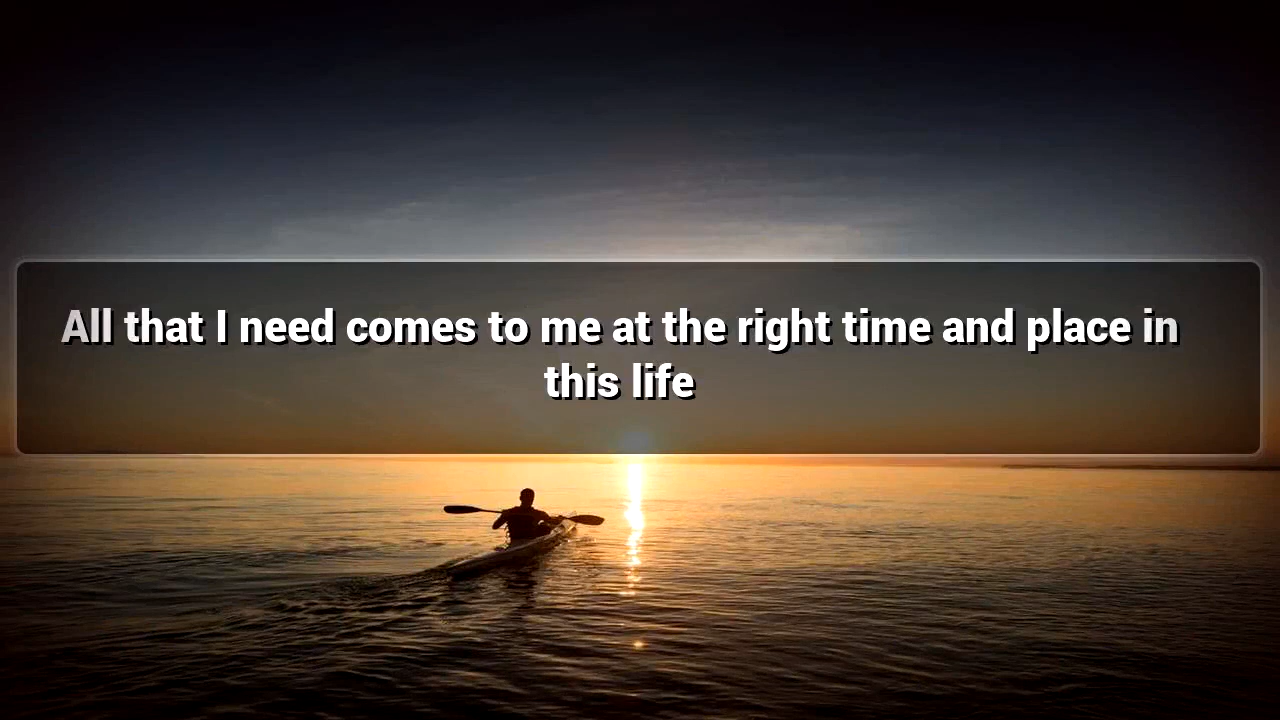 All that I need comes to me at the right time and place in
this life